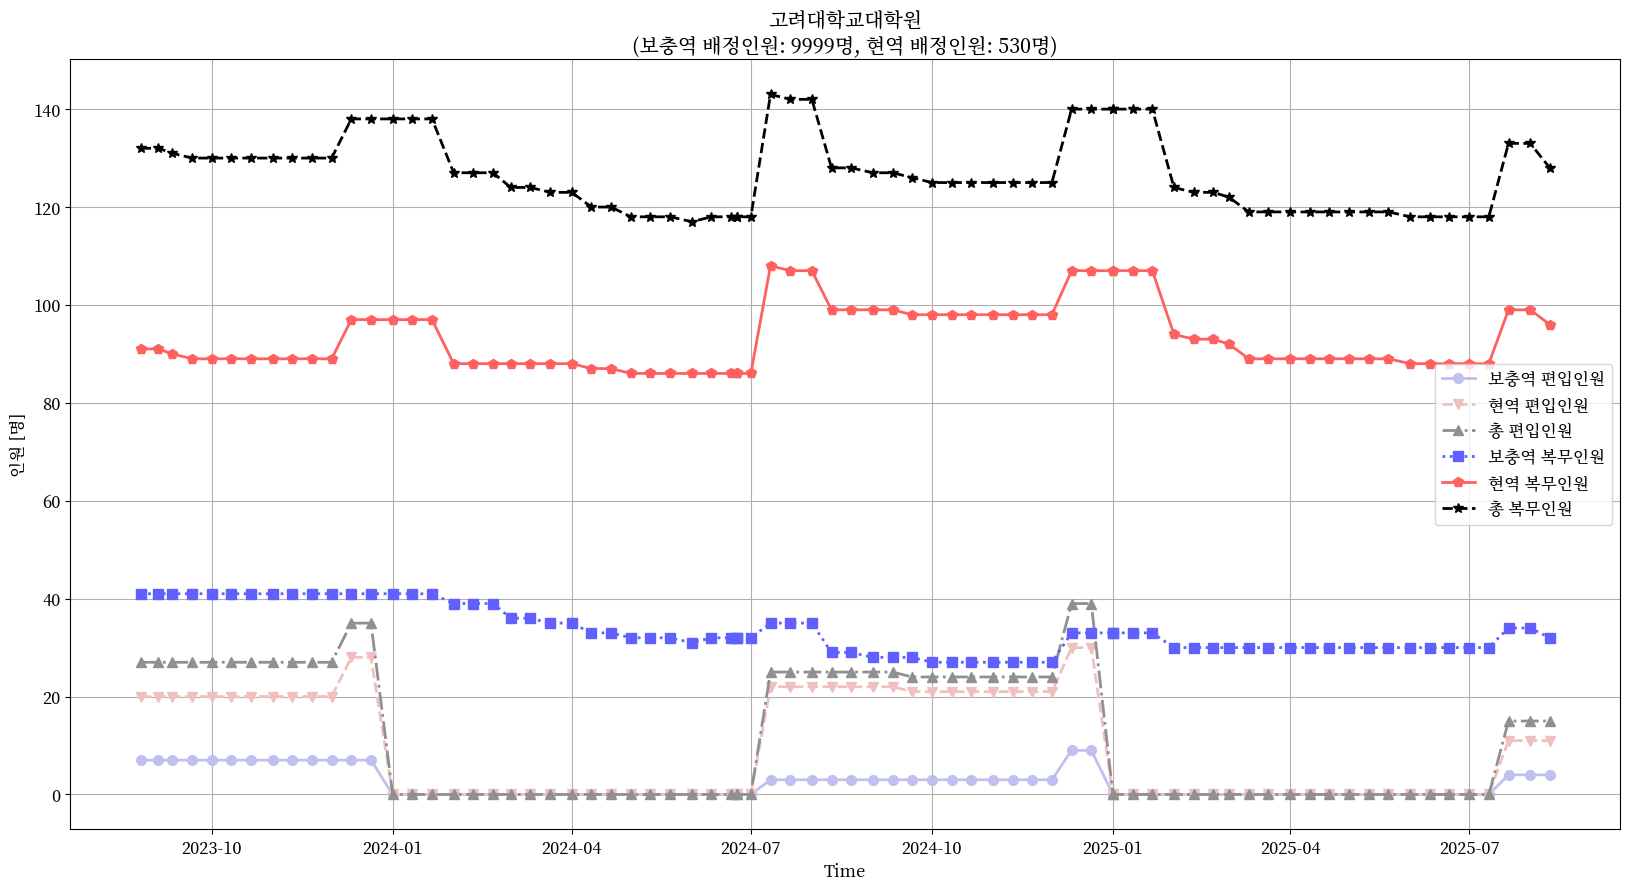 고려대학교대학원
(보충역 배정인원: 9999명, 현역 배정인원: 530명)
인원 [명]
140
120
100
80
60
40
20
0
보충역 편입인원
현역 편입인원
총 편입인원
보충역 복무인원
현역 복무인원
총 복무인원
2023-10
2024-01
2024-04
2024-07
2024-10
2025-01
2025-04
2025-07
Time